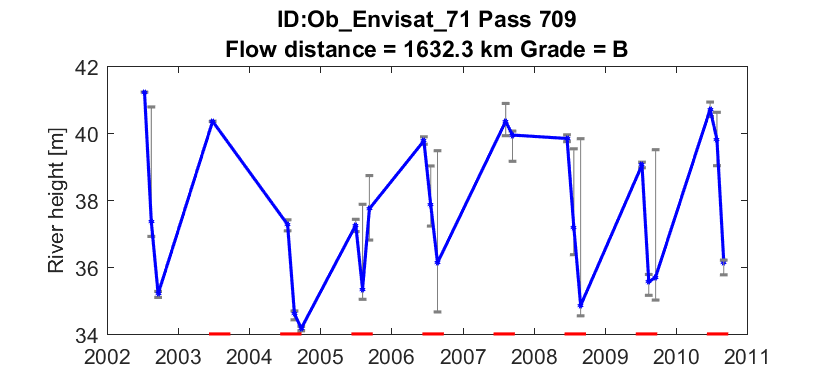 ID:Ob_Envisat_71 Pass 709
Flow distance = 1632.3 km Grade = B
River height [m]
42
40
38
36
34
2002 2003 2004 2005 2006 2007 2008 2009 2010 2011